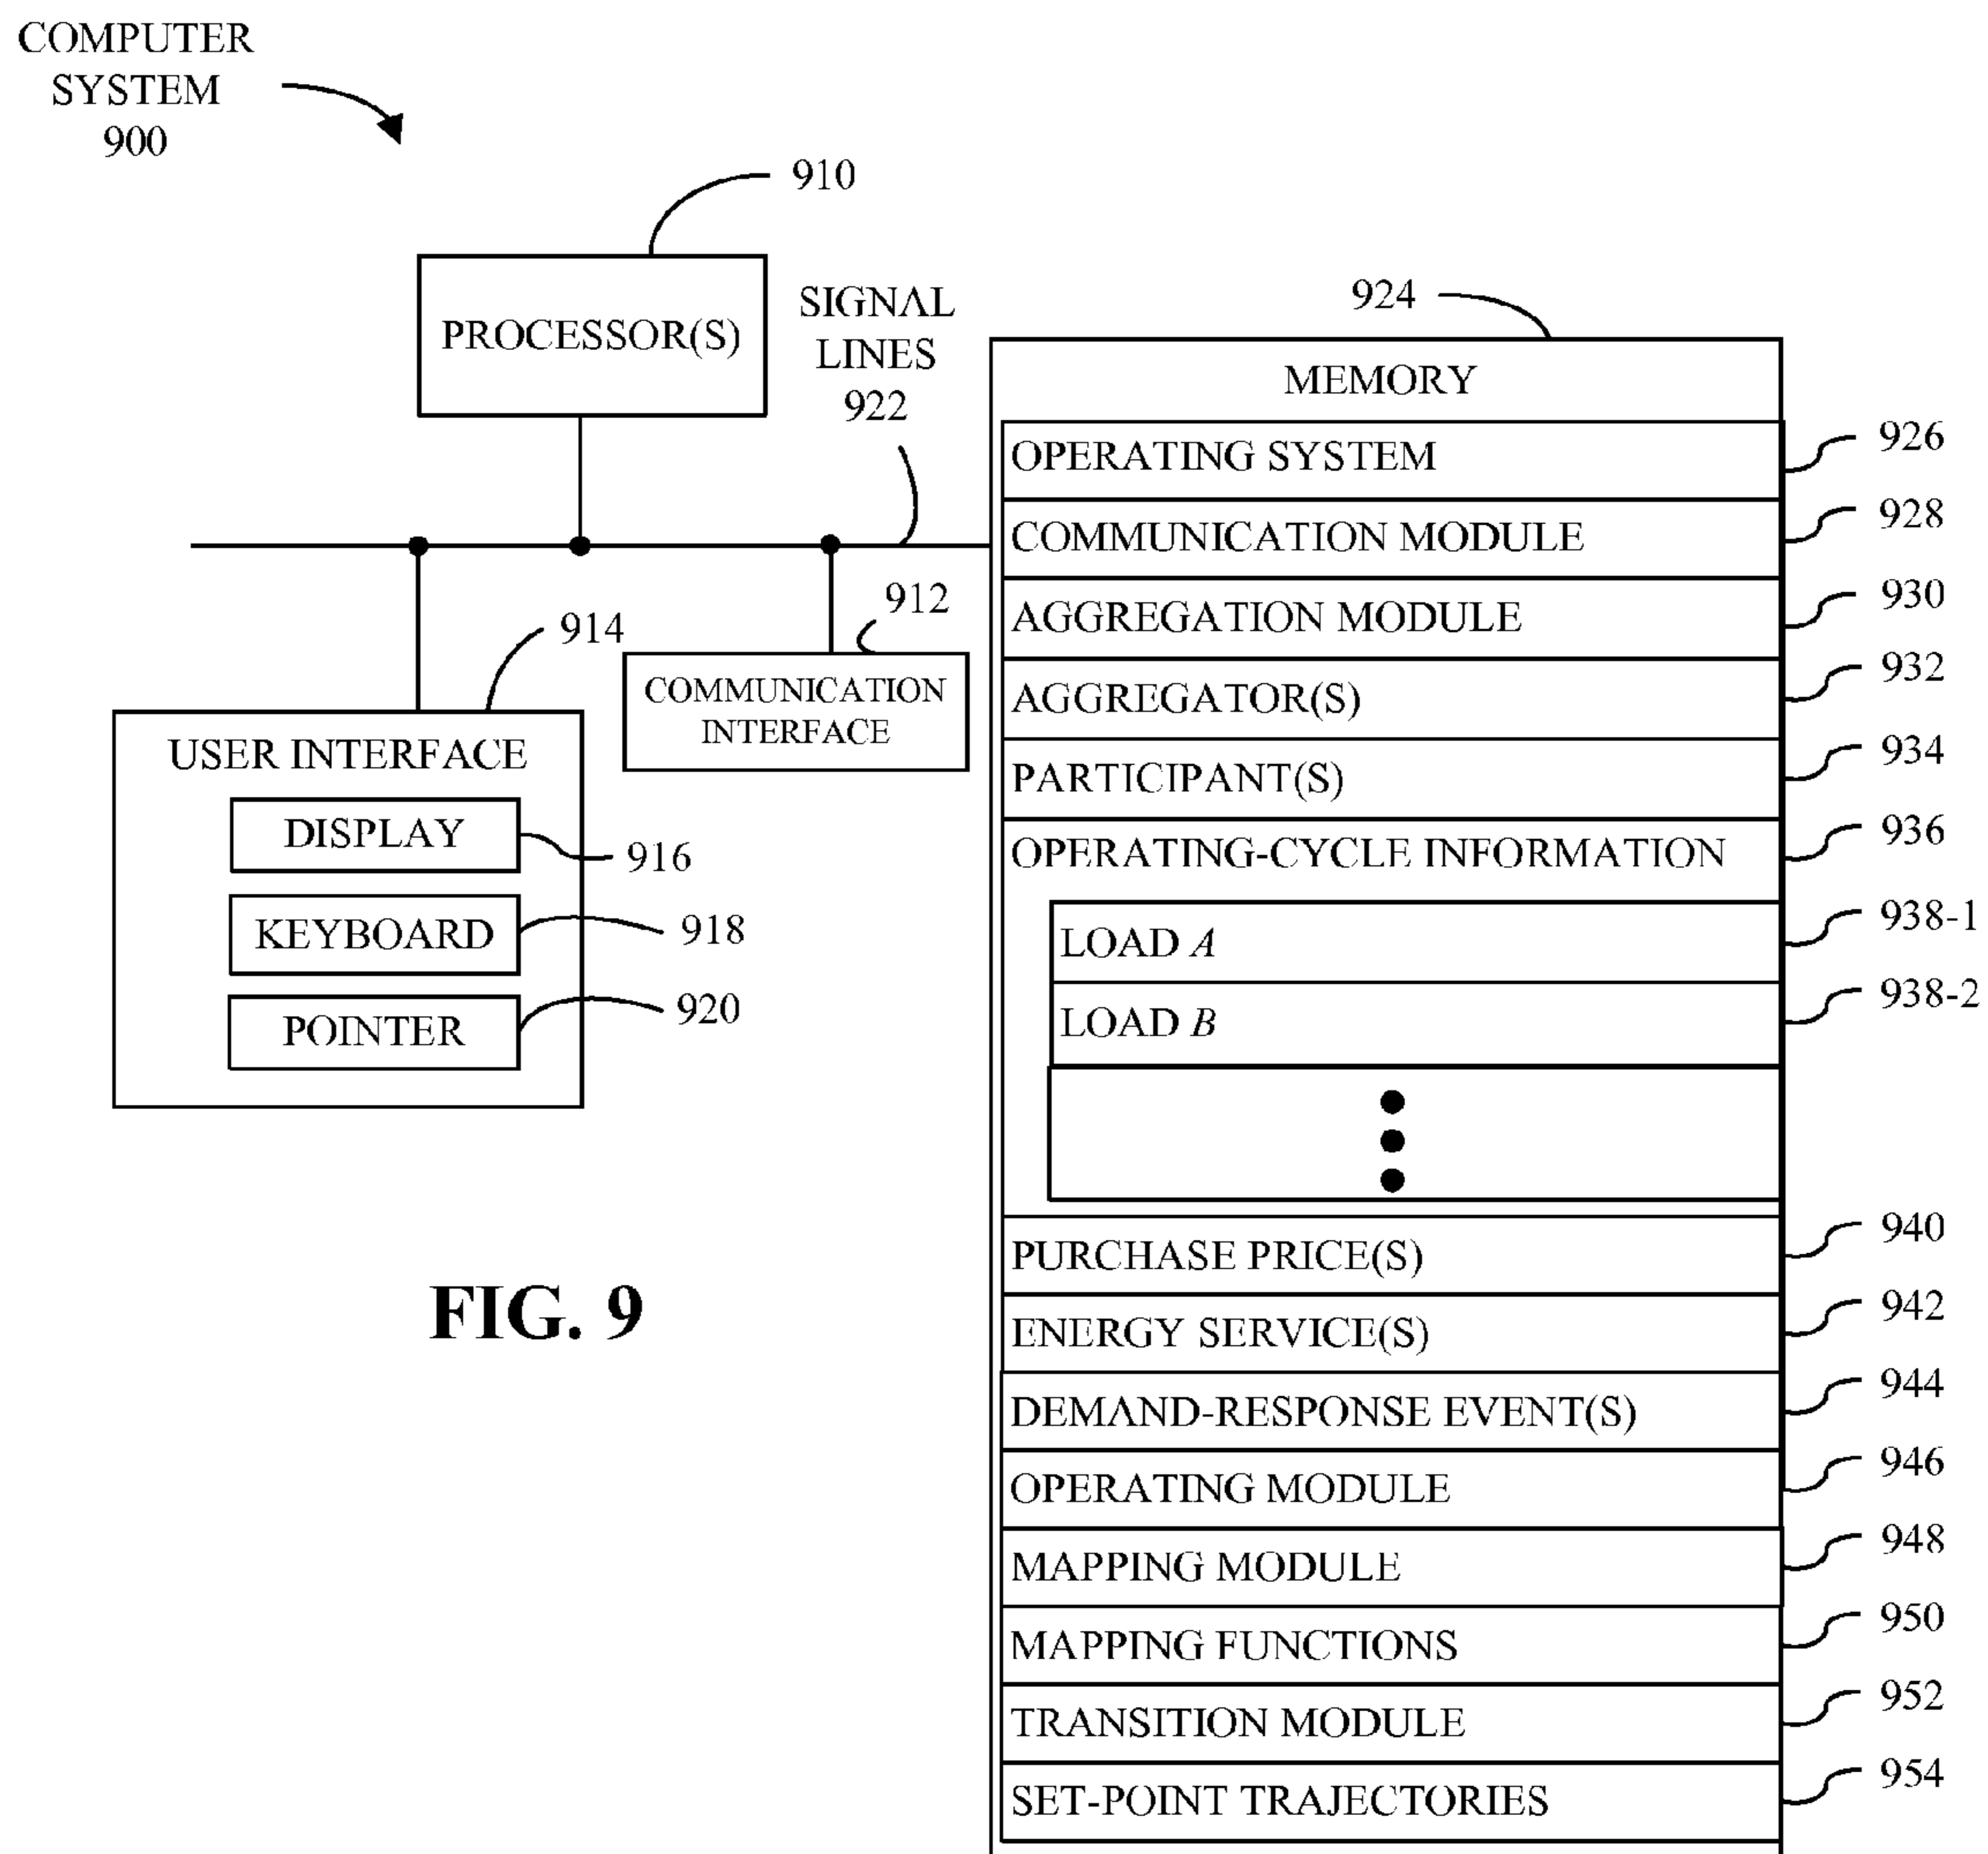 COMPUTER
SYSTEM
900
910
PROCESSOR(S)
SIGNAL
LINES
922
912
COMMUNICATION
INTERFACE
914
USER INTERFACE
DISPLAY
916
KEYBOARD
918
POINTER
920
924
MEMORY
OPERATING SYSTEM
926
COMMUNICATION MODULE
928
AGGREGATION MODULE
930
AGGREGATOR(S)
932
PARTICIPANT(S)
934
OPERATING-CYCLE INFORMATION
936
LOAD A
938-1
LOAD B
938-2
PURCHASE PRICE(S)
940
ENERGY SERVICE(S)
942
DEMAND-RESPONSE EVENT(S)
944
OPERATING MODULE
946
MAPPING MODULE
948
MAPPING FUNCTIONS
950
TRANSITION MODULE
952
SET-POINT TRAJECTORIES
954
FIG. 9